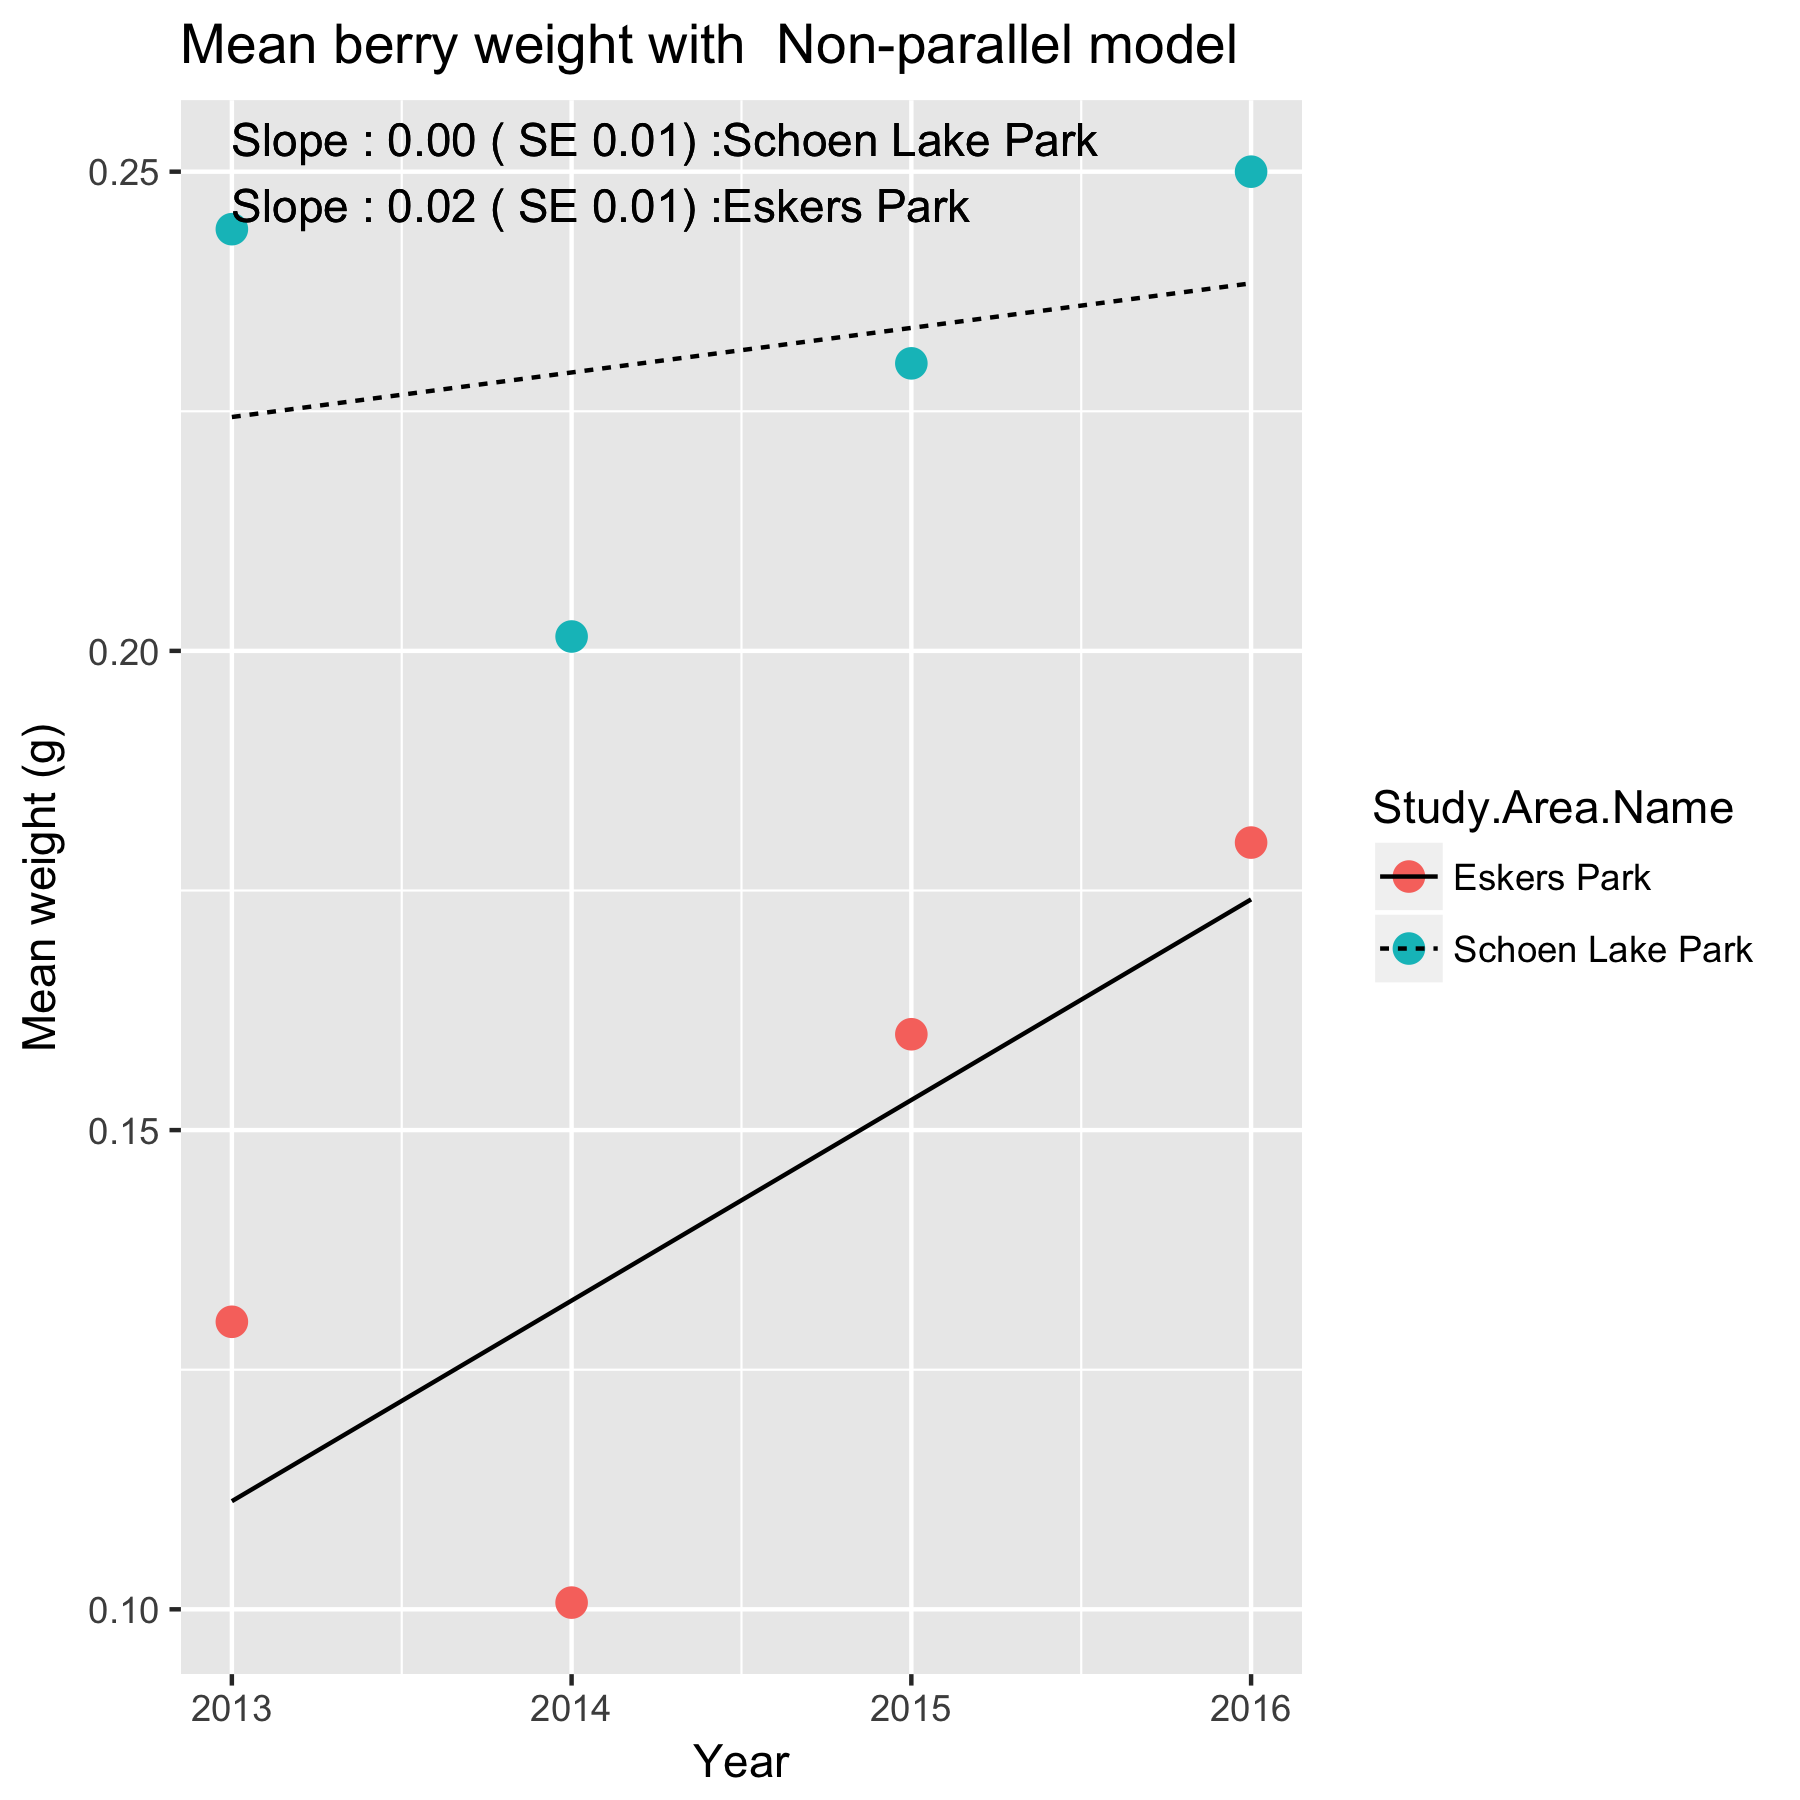 Mean berry weight with  Non-parallel model
Slope : 0.00 ( SE 0.01) :Schoen Lake Park
Slope : 0.02 ( SE 0.01) :Eskers Park
0.25
0.20
0.15
0.10
Mean weight (g)
2013 2014 2015 2016
Year
Study.Area.Name
Eskers Park
Schoen Lake Park